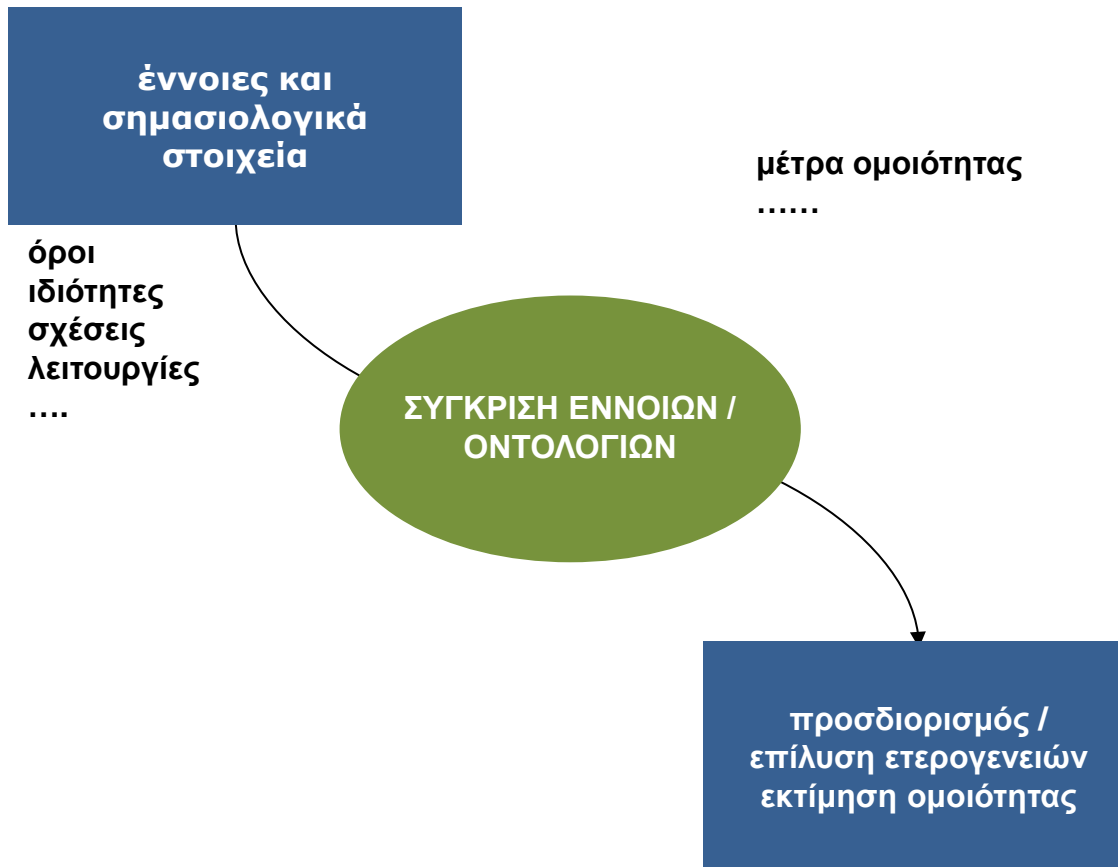 έννοιες και
σημασιολογικά
στοιχεία
μέτρα ομοιότητας
……
όροι
ιδιότητες
σχέσεις
λειτουργίες
….
ΣΥΓΚΡΙΣΗ ΕΝΝΟΙΩΝ /
ΟΝΤΟΛΟΓΙΩΝ
προσδιορισμός /
επίλυση ετερογενειών
εκτίμηση ομοιότητας